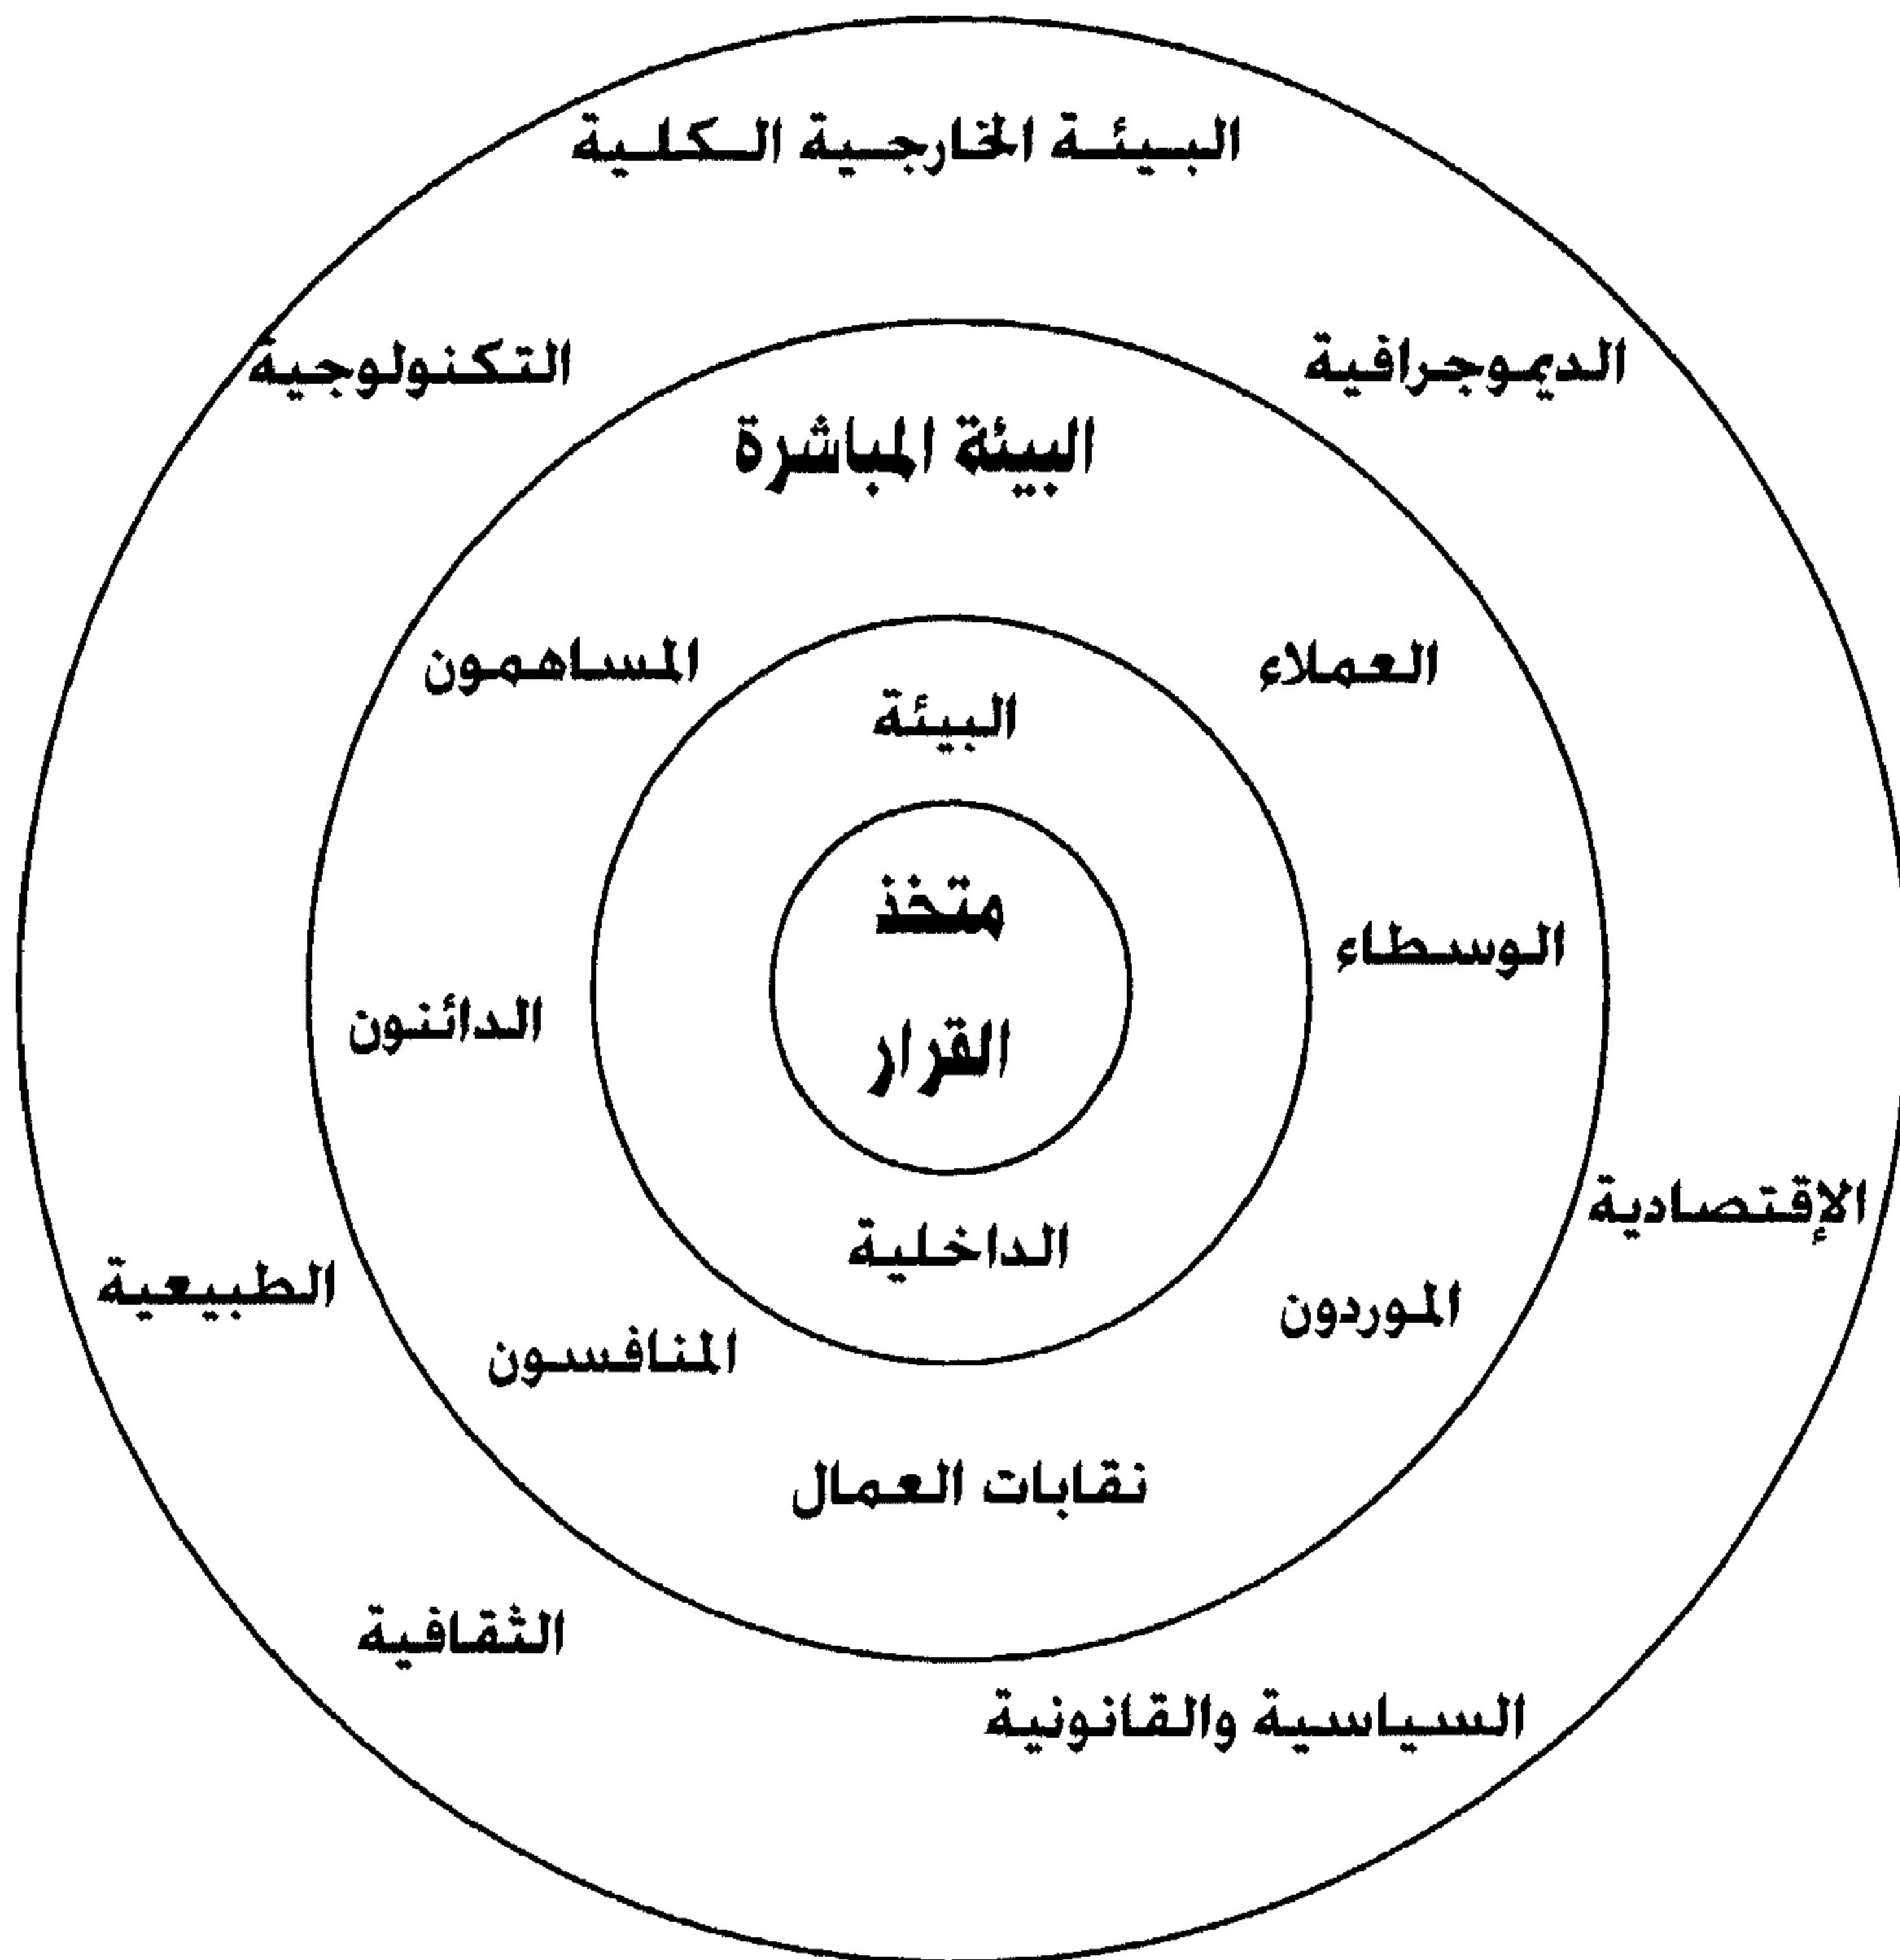 البيئة الخارجية الكلية
الديموجرافية
التكنولوجية
البيئة المباشرة
العملاء
المساهمون
البيئة
متخذ
الوسطاء
الدائنون
القرار
الإقتصادية
الداخلية
الطبيعية
الموردون
المنافسون
نقابات العمال
الثقافية
السياسية والقانونية